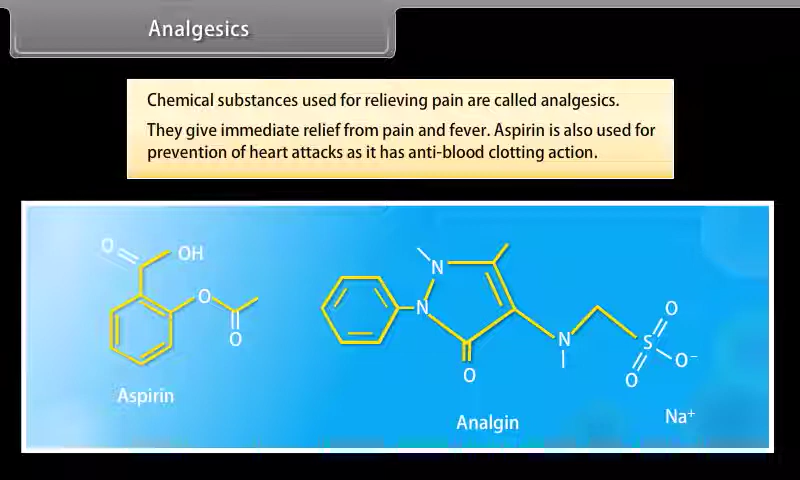 Analgesics
Chemical substances used for relieving pain are called analgesics.
They give immediate relief from pain and fever. Aspirin is also used for
prevention of heart attacks as it has anti-blood clotting action.
O
OH
O
O
Aspirin
N
N
O
N
O
S
O⁻
O
Analgin
Na⁺